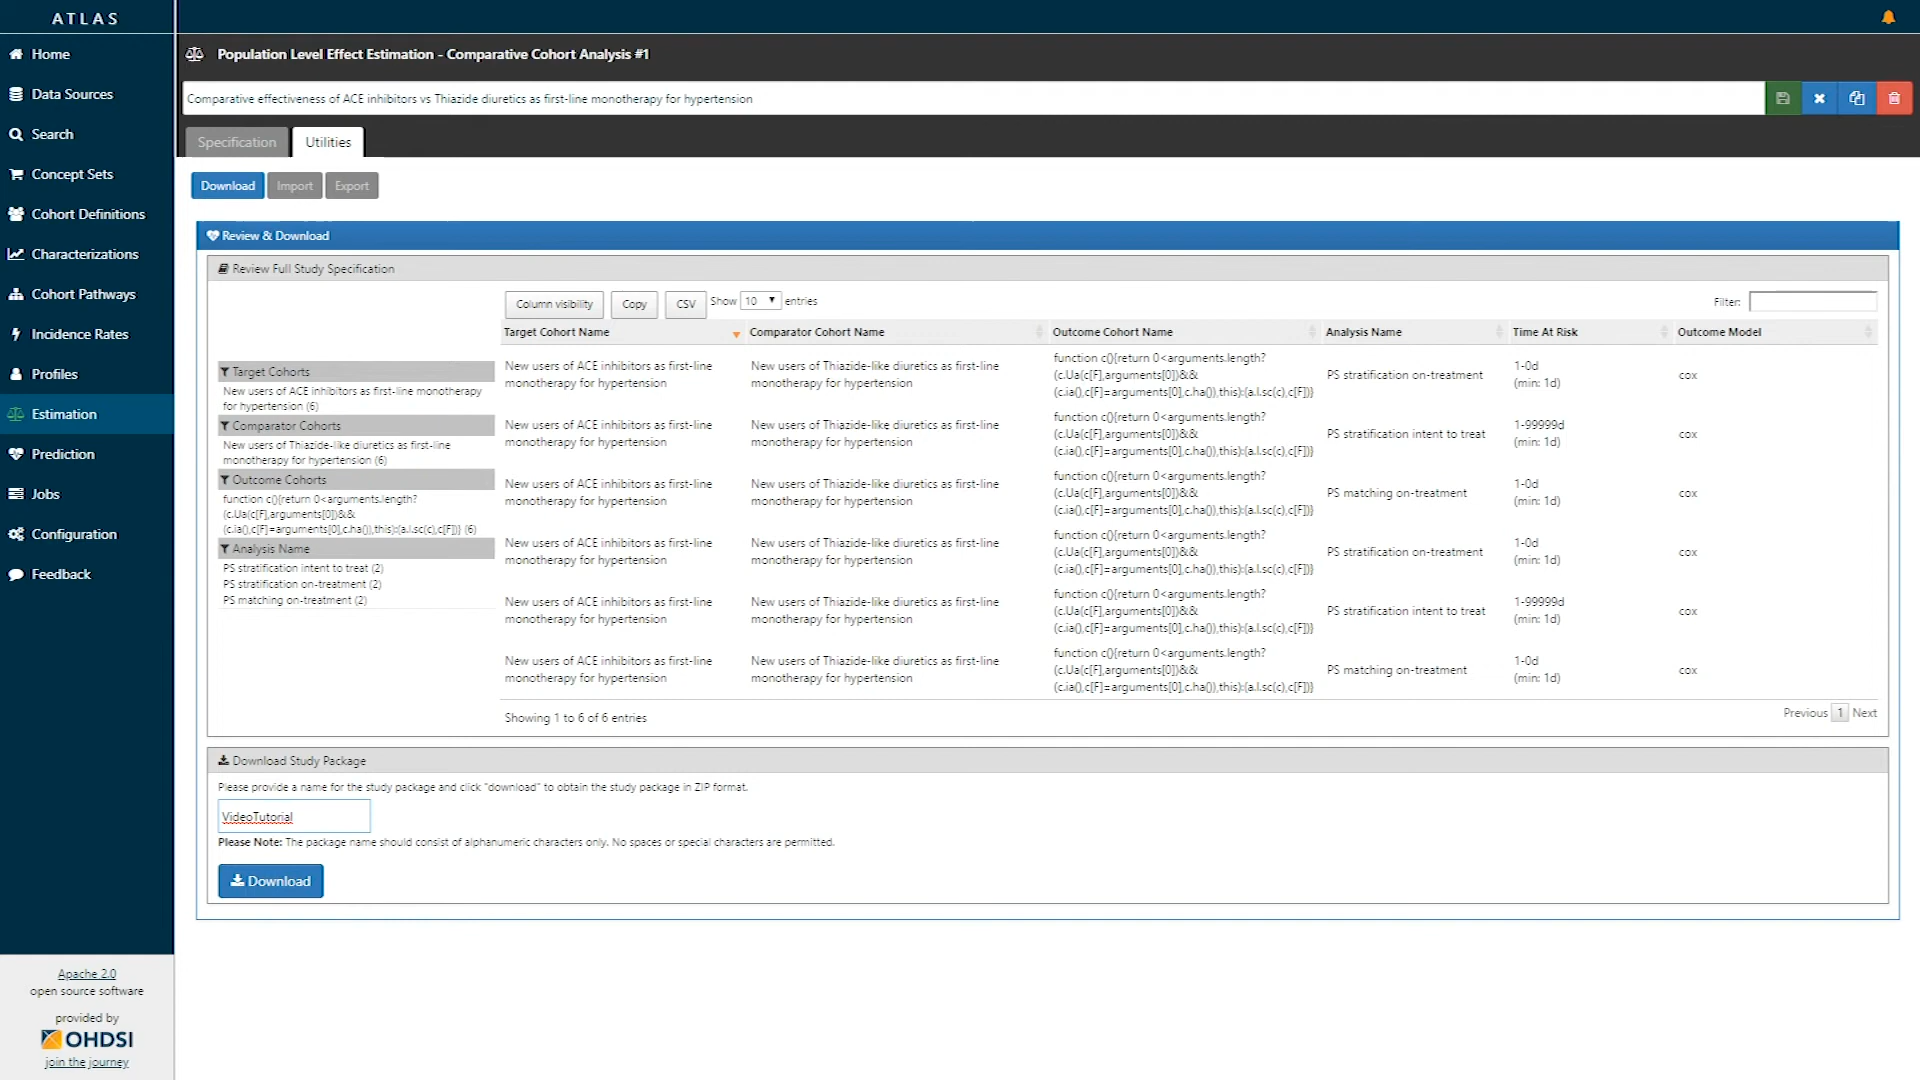 ATLAS
Home
Data Sources
Search
Concept Sets
Cohort Definitions
Characterizations
Cohort Pathways
Incidence Rates
Profiles
Estimation
Prediction
Jobs
Configuration
Feedback
Apache 2.0
open source software
provided by
OHDSI
join the journey
Population Level Effect Estimation - Comparative Cohort Analysis #1
Comparative effectiveness of ACE inhibitors vs Thiazide diuretics as first-line monotherapy for hypertension
Specification Utilities
Download Import Export
Review & Download
Review Full Study Specification
Target Cohorts
New users of ACE inhibitors as first-line monotherapy
for hypertension (6)
Comparator Cohorts
New users of Thiazide-like diuretics as first-line
monotherapy for hypertension (6)
Outcome Cohorts
function c(){return 0<arguments.length?
(c.Ua(c[F],arguments[0])&&
(c.ia(),c[F]=arguments[0],c.ha()),this):(a.l.sc(c),c[F])} (6)
Analysis Name
PS stratification intent to treat (2)
PS stratification on-treatment (2)
PS matching on-treatment (2)
Column visibility Copy CSV Show 10 entries Filter:
Target Cohort Name Comparator Cohort Name Outcome Cohort Name Analysis Name Time At Risk Outcome Model
New users of ACE inhibitors as first-line
monotherapy for hypertension
New users of Thiazide-like diuretics as first-line
monotherapy for hypertension
function c(){return 0<arguments.length?
(c.Ua(c[F],arguments[0])&&
(c.ia(),c[F]=arguments[0],c.ha()),this):(a.l.sc(c),c[F])}
PS stratification on-treatment
1-0d
(min: 1d)
cox
New users of ACE inhibitors as first-line
monotherapy for hypertension
New users of Thiazide-like diuretics as first-line
monotherapy for hypertension
function c(){return 0<arguments.length?
(c.Ua(c[F],arguments[0])&&
(c.ia(),c[F]=arguments[0],c.ha()),this):(a.l.sc(c),c[F])}
PS stratification intent to treat
1-99999d
(min: 1d)
cox
New users of ACE inhibitors as first-line
monotherapy for hypertension
New users of Thiazide-like diuretics as first-line
monotherapy for hypertension
function c(){return 0<arguments.length?
(c.Ua(c[F],arguments[0])&&
(c.ia(),c[F]=arguments[0],c.ha()),this):(a.l.sc(c),c[F])}
PS matching on-treatment
1-0d
(min: 1d)
cox
New users of ACE inhibitors as first-line
monotherapy for hypertension
New users of Thiazide-like diuretics as first-line
monotherapy for hypertension
function c(){return 0<arguments.length?
(c.Ua(c[F],arguments[0])&&
(c.ia(),c[F]=arguments[0],c.ha()),this):(a.l.sc(c),c[F])}
PS stratification on-treatment
1-0d
(min: 1d)
cox
New users of ACE inhibitors as first-line
monotherapy for hypertension
New users of Thiazide-like diuretics as first-line
monotherapy for hypertension
function c(){return 0<arguments.length?
(c.Ua(c[F],arguments[0])&&
(c.ia(),c[F]=arguments[0],c.ha()),this):(a.l.sc(c),c[F])}
PS stratification intent to treat
1-99999d
(min: 1d)
cox
New users of ACE inhibitors as first-line
monotherapy for hypertension
New users of Thiazide-like diuretics as first-line
monotherapy for hypertension
function c(){return 0<arguments.length?
(c.Ua(c[F],arguments[0])&&
(c.ia(),c[F]=arguments[0],c.ha()),this):(a.l.sc(c),c[F])}
PS matching on-treatment
1-0d
(min: 1d)
cox
Showing 1 to 6 of 6 entries
Previous 1 Next
Download Study Package
Please provide a name for the study package and click "download" to obtain the study package in ZIP format.
VideoTutorial
Please Note: The package name should consist of alphanumeric characters only. No spaces or special characters are permitted.
Download